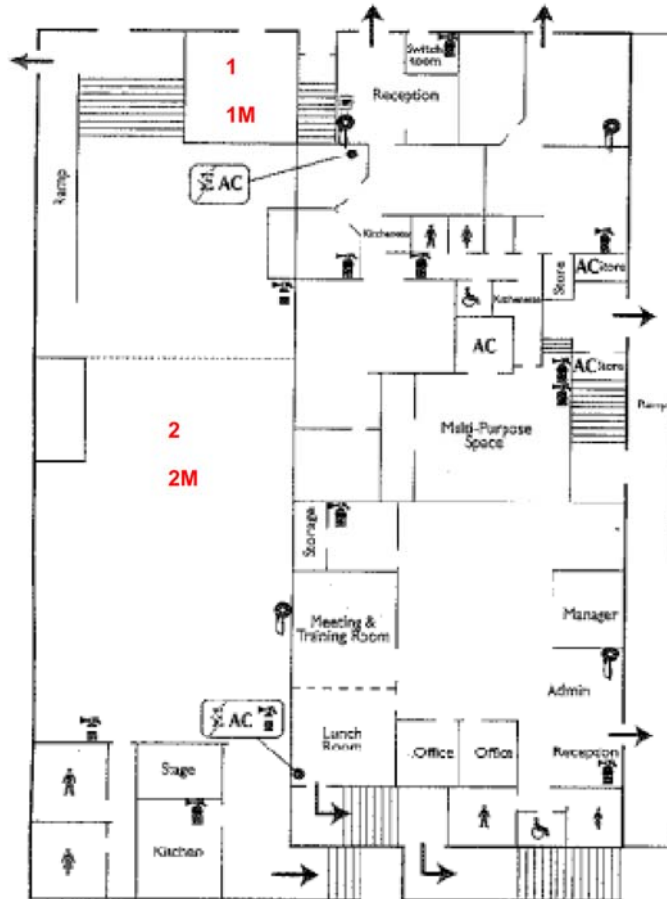 Switch
room
1
1M
Reception
Ramp
AC
Kitchenette
Store
AC Store
Kitchenette
AC
AC Store
Ramp
Multi-Purpose
Space
2
2M
Storage
Meeting &
Training Room
Manager
Admin
AC
Lunch
Room
Office
Office
Reception
Stage
Kitchen